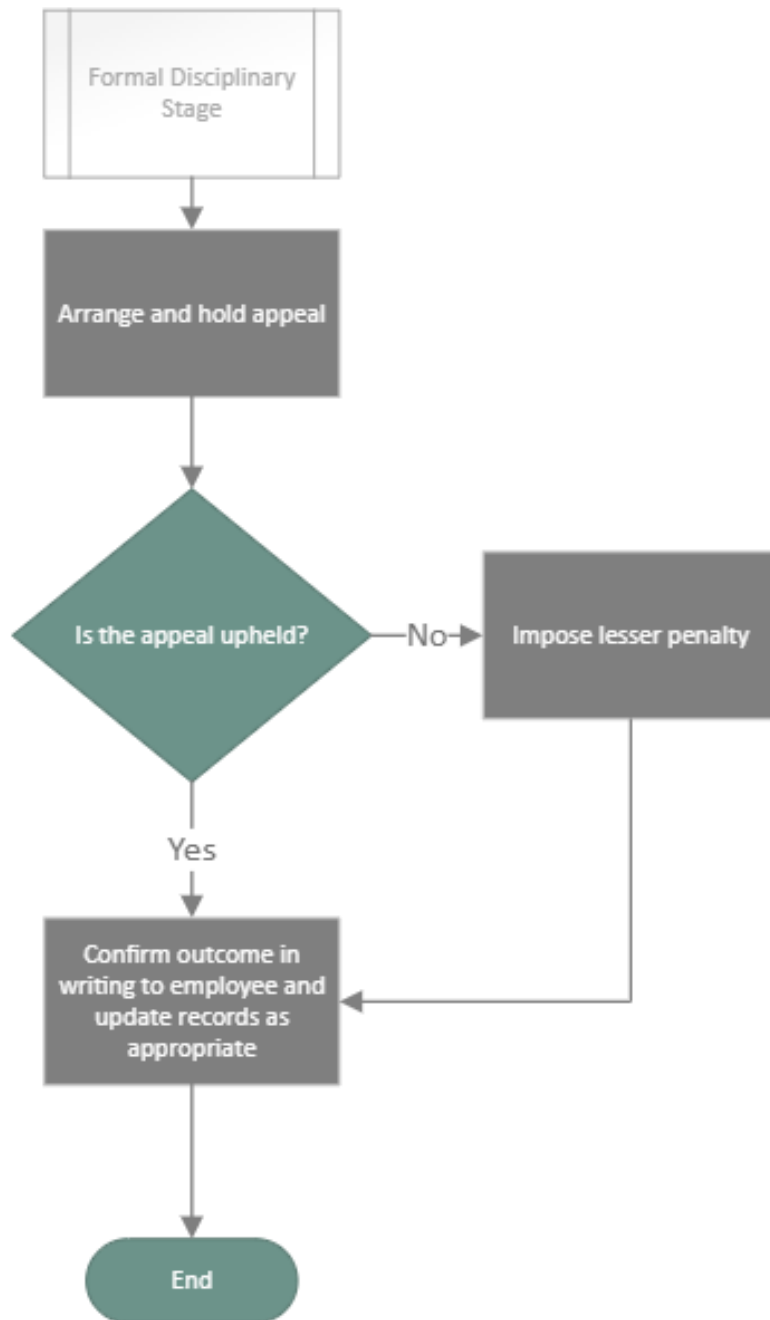 Formal Disciplinary
Stage
Arrange and hold appeal
Is the appeal upheld?
No
Impose lesser penalty
Yes
Confirm outcome in
writing to employee and
update records as
appropriate
End